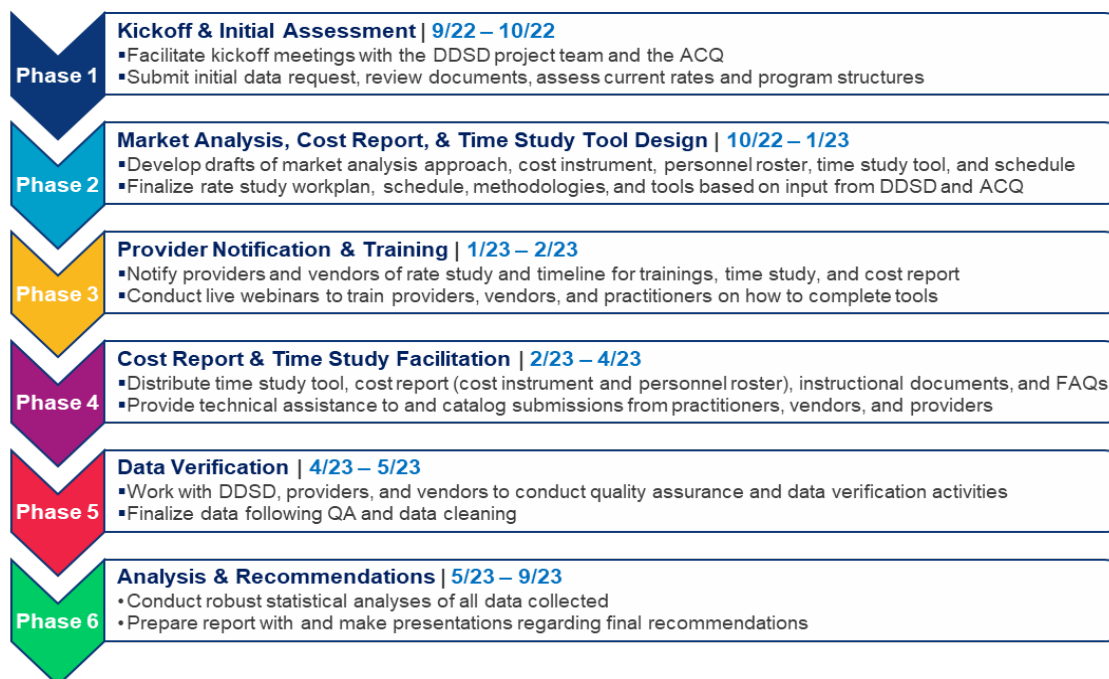 Phase 1
Kickoff & Initial Assessment | 9/22 – 10/22
▪Facilitate kickoff meetings with the DDSD project team and the ACQ
▪Submit initial data request, review documents, assess current rates and program structures
Phase 2
Market Analysis, Cost Report, & Time Study Tool Design | 10/22 – 1/23
▪Develop drafts of market analysis approach, cost instrument, personnel roster, time study tool, and schedule
▪Finalize rate study workplan, schedule, methodologies, and tools based on input from DDSD and ACQ
Phase 3
Provider Notification & Training | 1/23 – 2/23
▪Notify providers and vendors of rate study and timeline for trainings, time study, and cost report
▪Conduct live webinars to train providers, vendors, and practitioners on how to complete tools
Phase 4
Cost Report & Time Study Facilitation | 2/23 – 4/23
▪Distribute time study tool, cost report (cost instrument and personnel roster), instructional documents, and FAQs
▪Provide technical assistance to and catalog submissions from practitioners, vendors, and providers
Phase 5
Data Verification | 4/23 – 5/23
▪Work with DDSD, providers, and vendors to conduct quality assurance and data verification activities
▪Finalize data following QA and data cleaning
Phase 6
Analysis & Recommendations | 5/23 – 9/23
•Conduct robust statistical analyses of all data collected
•Prepare report with and make presentations regarding final recommendations